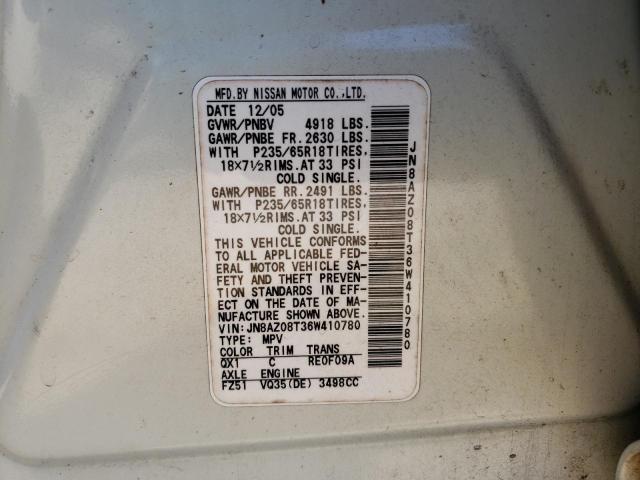 MFD.BY NISSAN MOTOR CO.,LTD.
DATE 12/05
GVWR/PNBV 4918 LBS.
GAWR/PNBE FR. 2630 LBS.
WITH P235/65R18TIRES,
18X7½RIMS.AT 33 PSI
COLD SINGLE.
GAWR/PNBE RR. 2491 LBS.
WITH P235/65R18TIRES,
18X7½RIMS.AT 33 PSI
COLD SINGLE.
THIS VEHICLE CONFORMS
TO ALL APPLICABLE FED-
ERAL MOTOR VEHICLE SA-
FETY AND THEFT PREVEN-
TION STANDARDS IN EFF-
ECT ON THE DATE OF MA-
NUFACTURE SHOWN ABOVE.
VIN:JN8AZ08T36W410780
TYPE: MPV
COLOR TRIM TRANS
QX1 C RE0F09A
AXLE ENGINE
FZ51 VQ35(DE) 3498CC
JN8AZ08T36W410780